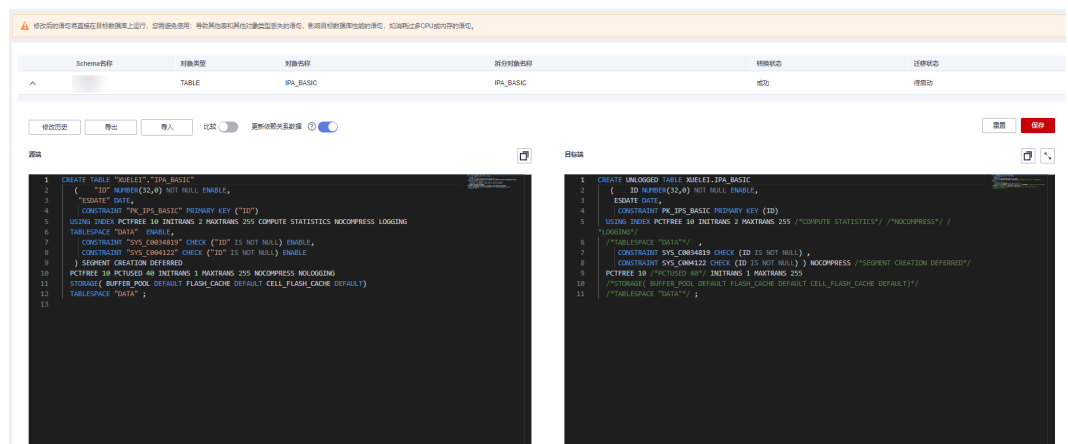 修改后的语句将直接在目标数据库上运行，您需避免使用：导致其他表和其他对象类型丢失的语句，影响目标数据库性能的语句，如消耗过多CPU或内存的语句。
Schema名称 对象类型 对象名称 拆分对象名称 转换状态 迁移状态
TABLE IPA_BASIC IPA_BASIC 成功 待启动
修改历史 导出 导入 比较 更新依赖关系数据 重置 保存
源端
1 CREATE TABLE "XUELEI"."IPA_BASIC"
2 ( "ID" NUMBER(32,0) NOT NULL ENABLE,
3 "ESDATE" DATE,
4 CONSTRAINT "PK_IPS_BASIC" PRIMARY KEY ("ID")
5 USING INDEX PCTFREE 10 INITRANS 2 MAXTRANS 255 COMPUTE STATISTICS NOCOMPRESS LOGGING
6 TABLESPACE "DATA" ENABLE,
7 CONSTRAINT "SYS_C0034819" CHECK ("ID" IS NOT NULL) ENABLE,
8 CONSTRAINT "SYS_C004122" CHECK ("ID" IS NOT NULL) ENABLE
9 ) SEGMENT CREATION DEFERRED
10 PCTFREE 10 PCTUSED 40 INITRANS 1 MAXTRANS 255 NOCOMPRESS NOLOGGING
11 STORAGE( BUFFER_POOL DEFAULT FLASH_CACHE DEFAULT CELL_FLASH_CACHE DEFAULT)
12 TABLESPACE "DATA" ;
13
目标端
1 CREATE UNLOGGED TABLE XUELEI.IPA_BASIC
2 ( ID NUMBER(32,0) NOT NULL ENABLE,
3 ESDATE DATE,
4 CONSTRAINT PK_IPS_BASIC PRIMARY KEY (ID)
5 USING INDEX PCTFREE 10 INITRANS 2 MAXTRANS 255 /*COMPUTE STATISTICS*/ /*NOCOMPRESS*/ /
*LOGGING*/
6 /*TABLESPACE "DATA"*/ ,
7 CONSTRAINT SYS_C0034819 CHECK (ID IS NOT NULL) ,
8 CONSTRAINT SYS_C004122 CHECK (ID IS NOT NULL) ) NOCOMPRESS /*SEGMENT CREATION DEFERRED*/
9 PCTFREE 10 /*PCTUSED 40*/ INITRANS 1 MAXTRANS 255
10 /*STORAGE( BUFFER_POOL DEFAULT FLASH_CACHE DEFAULT CELL_FLASH_CACHE DEFAULT)*/
11 /*TABLESPACE "DATA"*/ ;